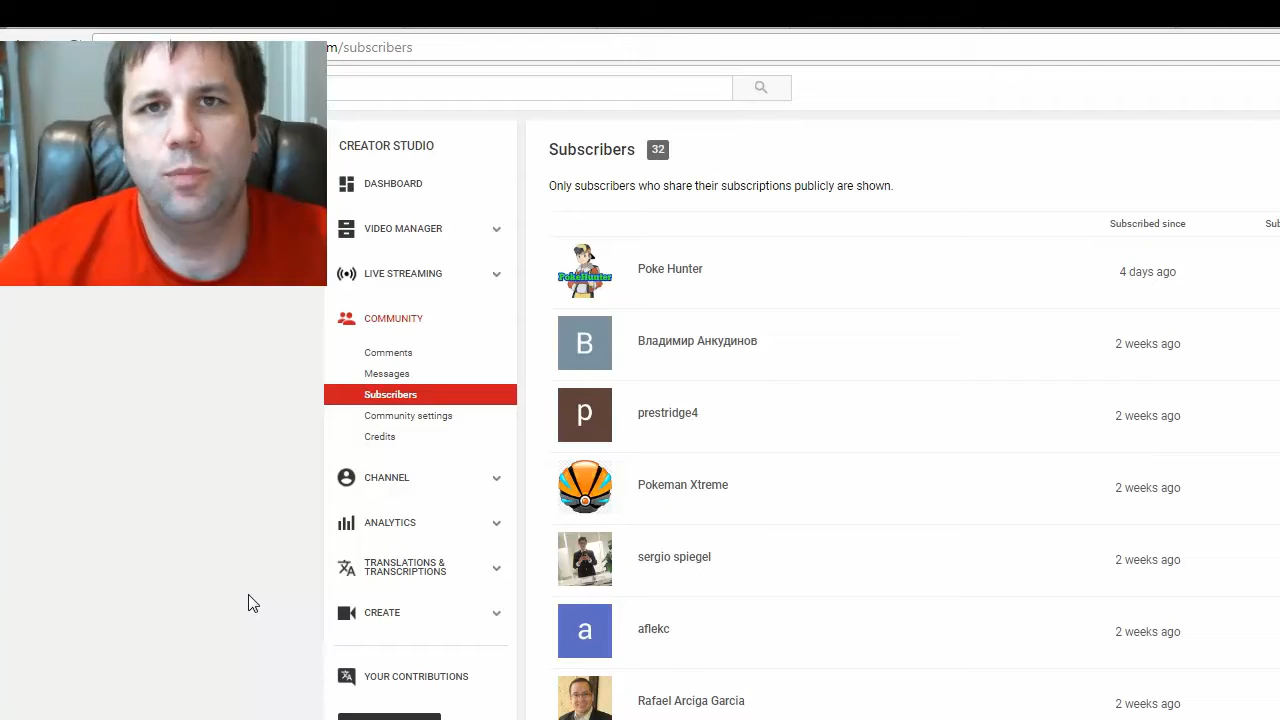 m/subscribers
CREATOR STUDIO
DASHBOARD
VIDEO MANAGER
LIVE STREAMING
COMMUNITY
Comments
Messages
Subscribers
Community settings
Credits
CHANNEL
ANALYTICS
TRANSLATIONS &
TRANSCRIPTIONS
CREATE
YOUR CONTRIBUTIONS
Subscribers 32
Only subscribers who share their subscriptions publicly are shown.
Subscribed since Sub
PokeHunter
Poke Hunter 4 days ago
В Владимир Анкудинов 2 weeks ago
p prestridge4 2 weeks ago
Pokeman Xtreme 2 weeks ago
sergio spiegel 2 weeks ago
a aflekc 2 weeks ago
Rafael Arciga Garcia 2 weeks ago